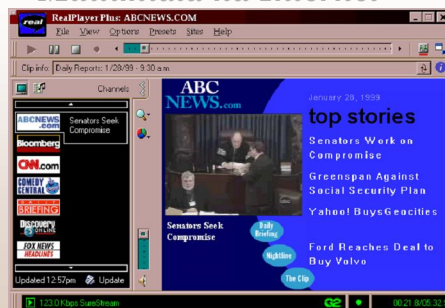 RealPlayer Plus: ABCNEWS.COM
real
File View Options Presets Sites Help
Clip info: Daily Reports: 1/28/99 - 9:30 a.m.
Channels
ABCNEWS
.com
Senators Seek
Compromise
Bloomberg
CNN.com
COMEDY
CENTRAL
DAILY
BRIEFING
Discovery
ONLINE
FOX NEWS
HEADLINES
Updated 12:57pm Update
ABC
NEWS.com
January 28, 1999
top stories
Senators Work on
Compromise
Greenspan Against
Social Security Plan
Yahoo! BuysGeocities
Ford Reaches Deal to
Buy Volvo
Senators Seek
Compromise
Daily
Briefing
Nightline
The Clip
123.0 Kbps SureStream
G2
00:21.8/05:32